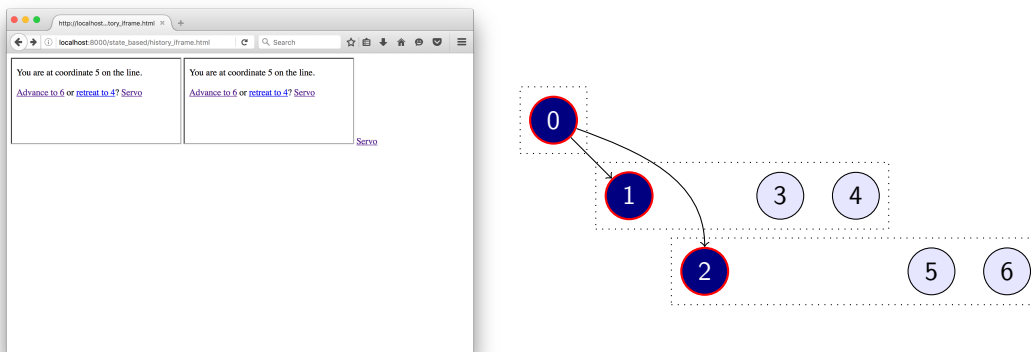 http://localhost...tory_iframe.html × +
localhost:8000/state_based/history_iframe.html Search
You are at coordinate 5 on the line.
Advance to 6 or retreat to 4? Servo
You are at coordinate 5 on the line.
Advance to 6 or retreat to 4? Servo
Servo
0
1 3 4
2 5 6